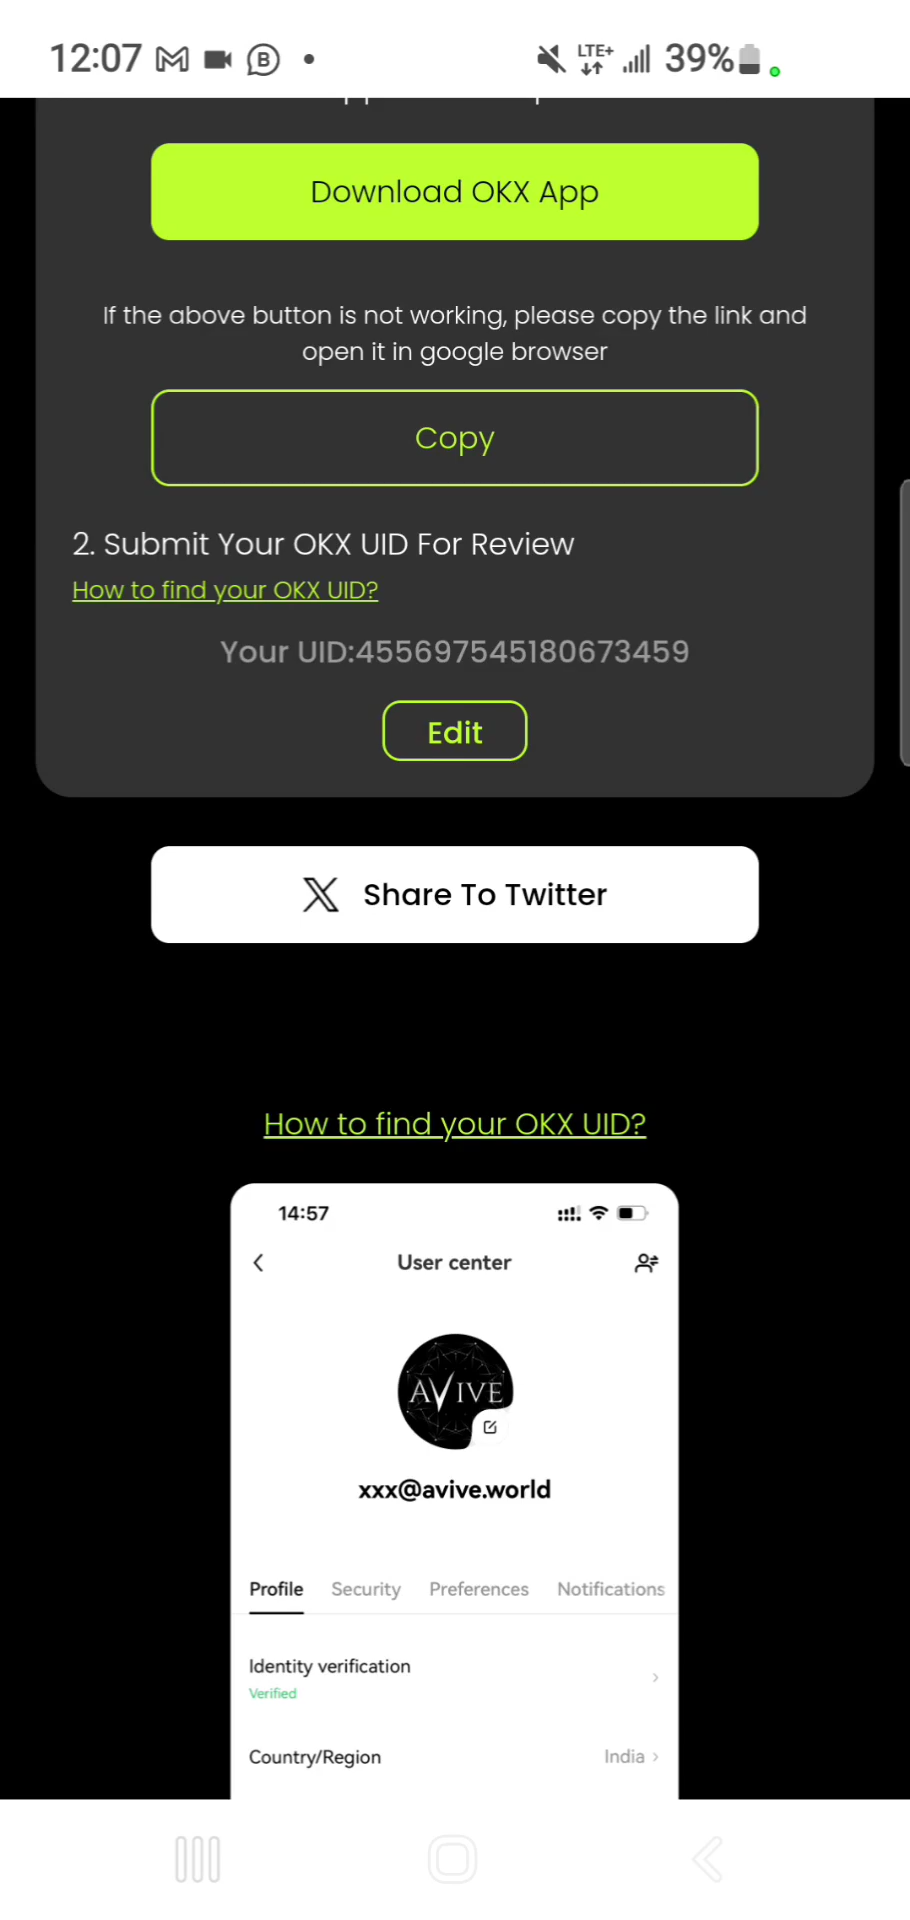 12:07
LTE+
39%
Download OKX App
If the above button is not working, please copy the link and
open it in google browser
Copy
2. Submit Your OKX UID For Review
How to find your OKX UID?
Your UID:455697545180673459
Edit
Share To Twitter
How to find your OKX UID?
14:57
User center
AVIVE
xxx@avive.world
Profile Security Preferences Notifications
Identity verification
Verified
Country/Region India